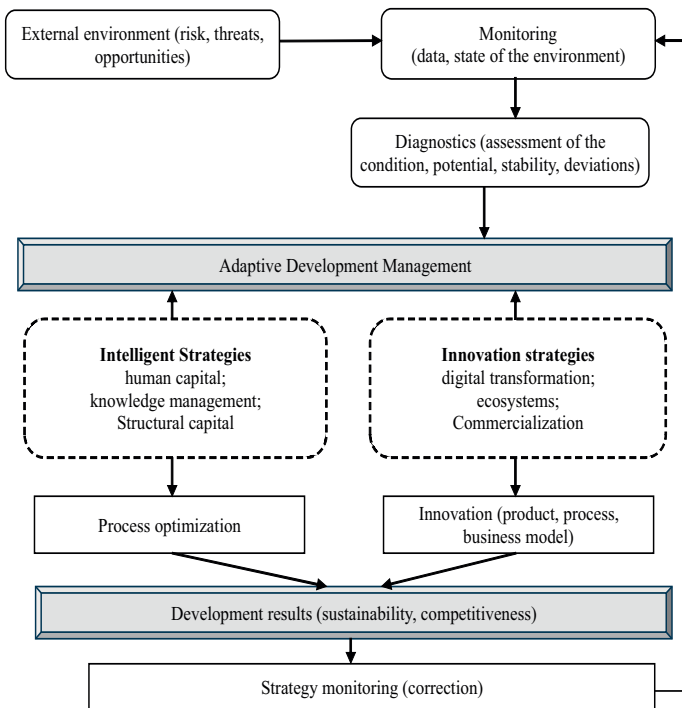 External environment (risk, threats,
opportunities)
Monitoring
(data, state of the environment)
Diagnostics (assessment of the
condition, potential, stability, deviations)
Adaptive Development Management
Intelligent Strategies
human capital;
knowledge management;
Structural capital
Innovation strategies
digital transformation;
ecosystems;
Commercialization
Process optimization
Innovation (product, process,
business model)
Development results (sustainability, competitiveness)
Strategy monitoring (correction)